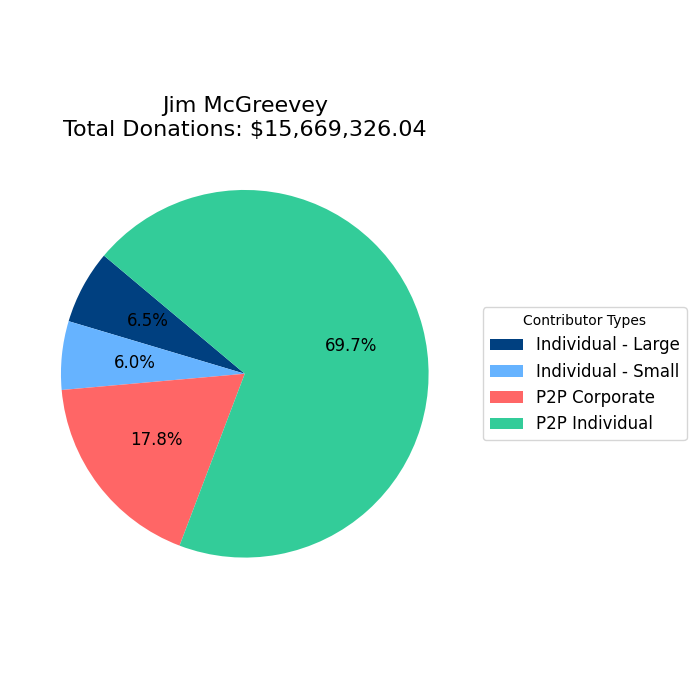 Jim McGreevey
Total Donations: $15,669,326.04
6.5%
6.0%
17.8%
69.7%
Contributor Types
Individual - Large
Individual - Small
P2P Corporate
P2P Individual